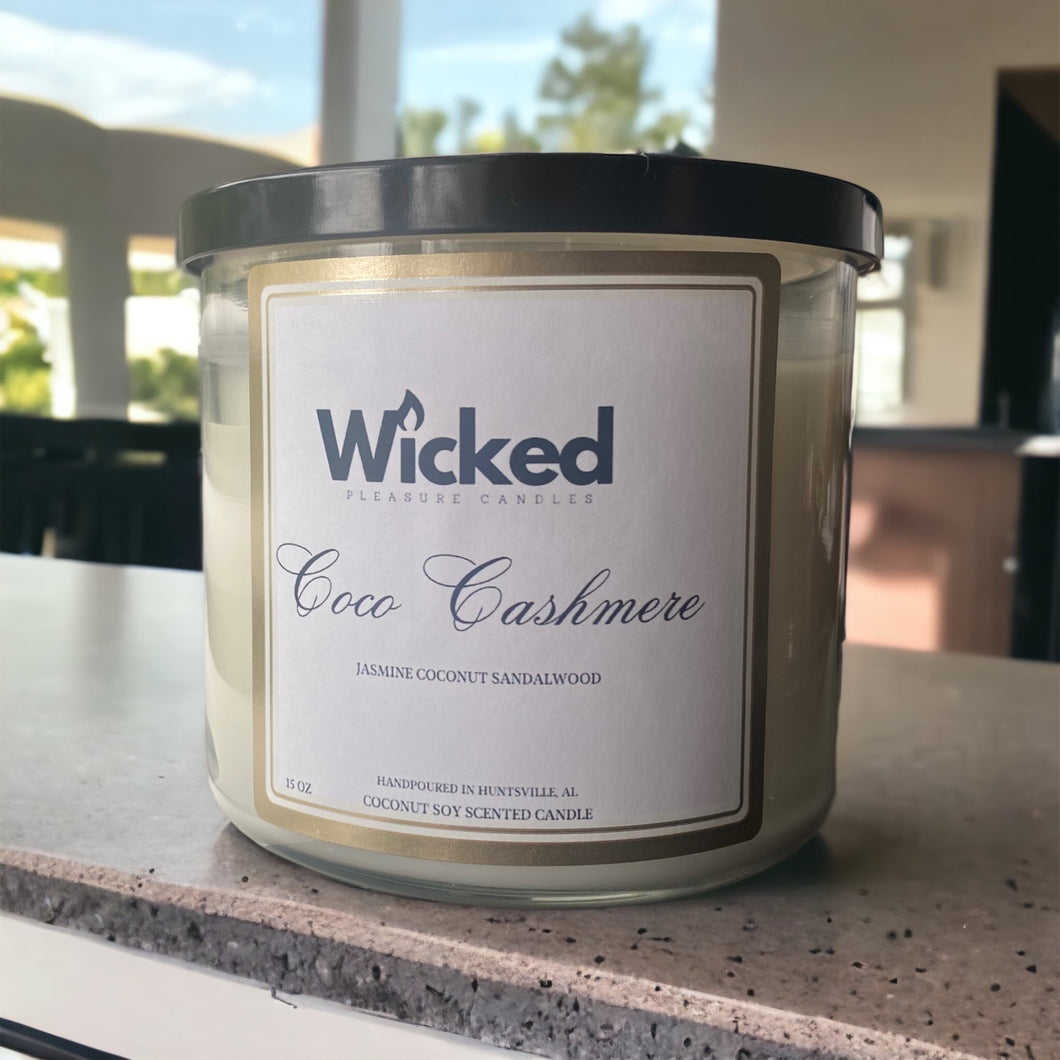 Wicked
PLEASURE CANDLES
Coco Cashmere
JASMINE COCONUT SANDALWOOD
15 OZ
HANDPOURED IN HUNTSVILLE, AL
COCONUT SOY SCENTED CANDLE